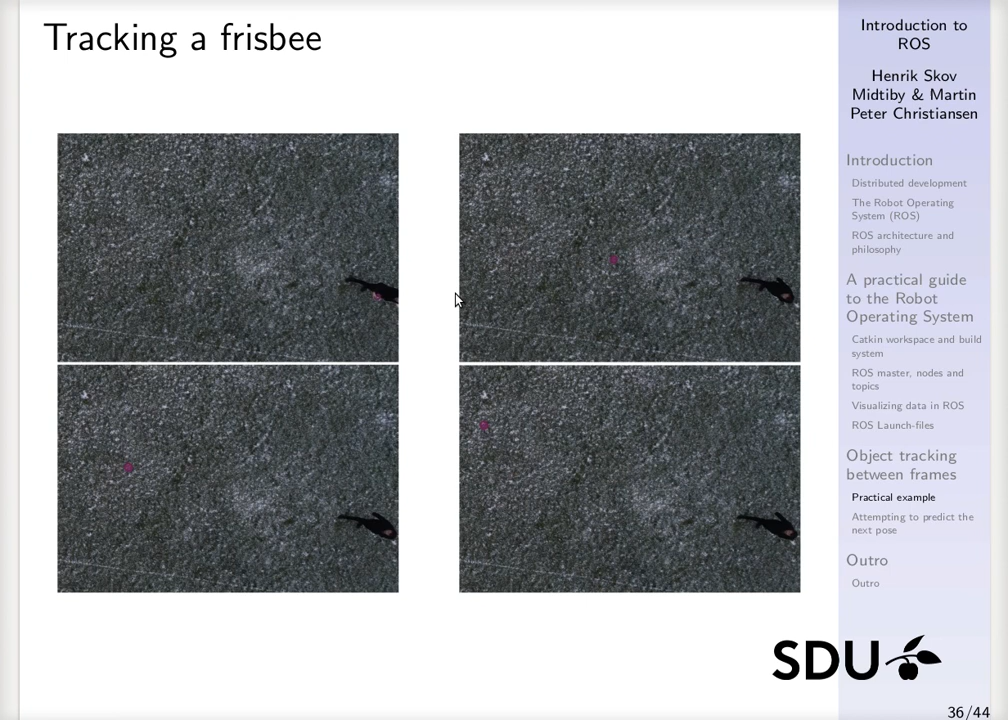 Tracking a frisbee
Introduction to
ROS
Henrik Skov
Midtiby & Martin
Peter Christiansen
Introduction
Distributed development
The Robot Operating
System (ROS)
ROS architecture and
philosophy
A practical guide
to the Robot
Operating System
Catkin workspace and build
system
ROS master, nodes and
topics
Visualizing data in ROS
ROS Launch-files
Object tracking
between frames
Practical example
Attempting to predict the
next pose
Outro
Outro
SDU
36/44